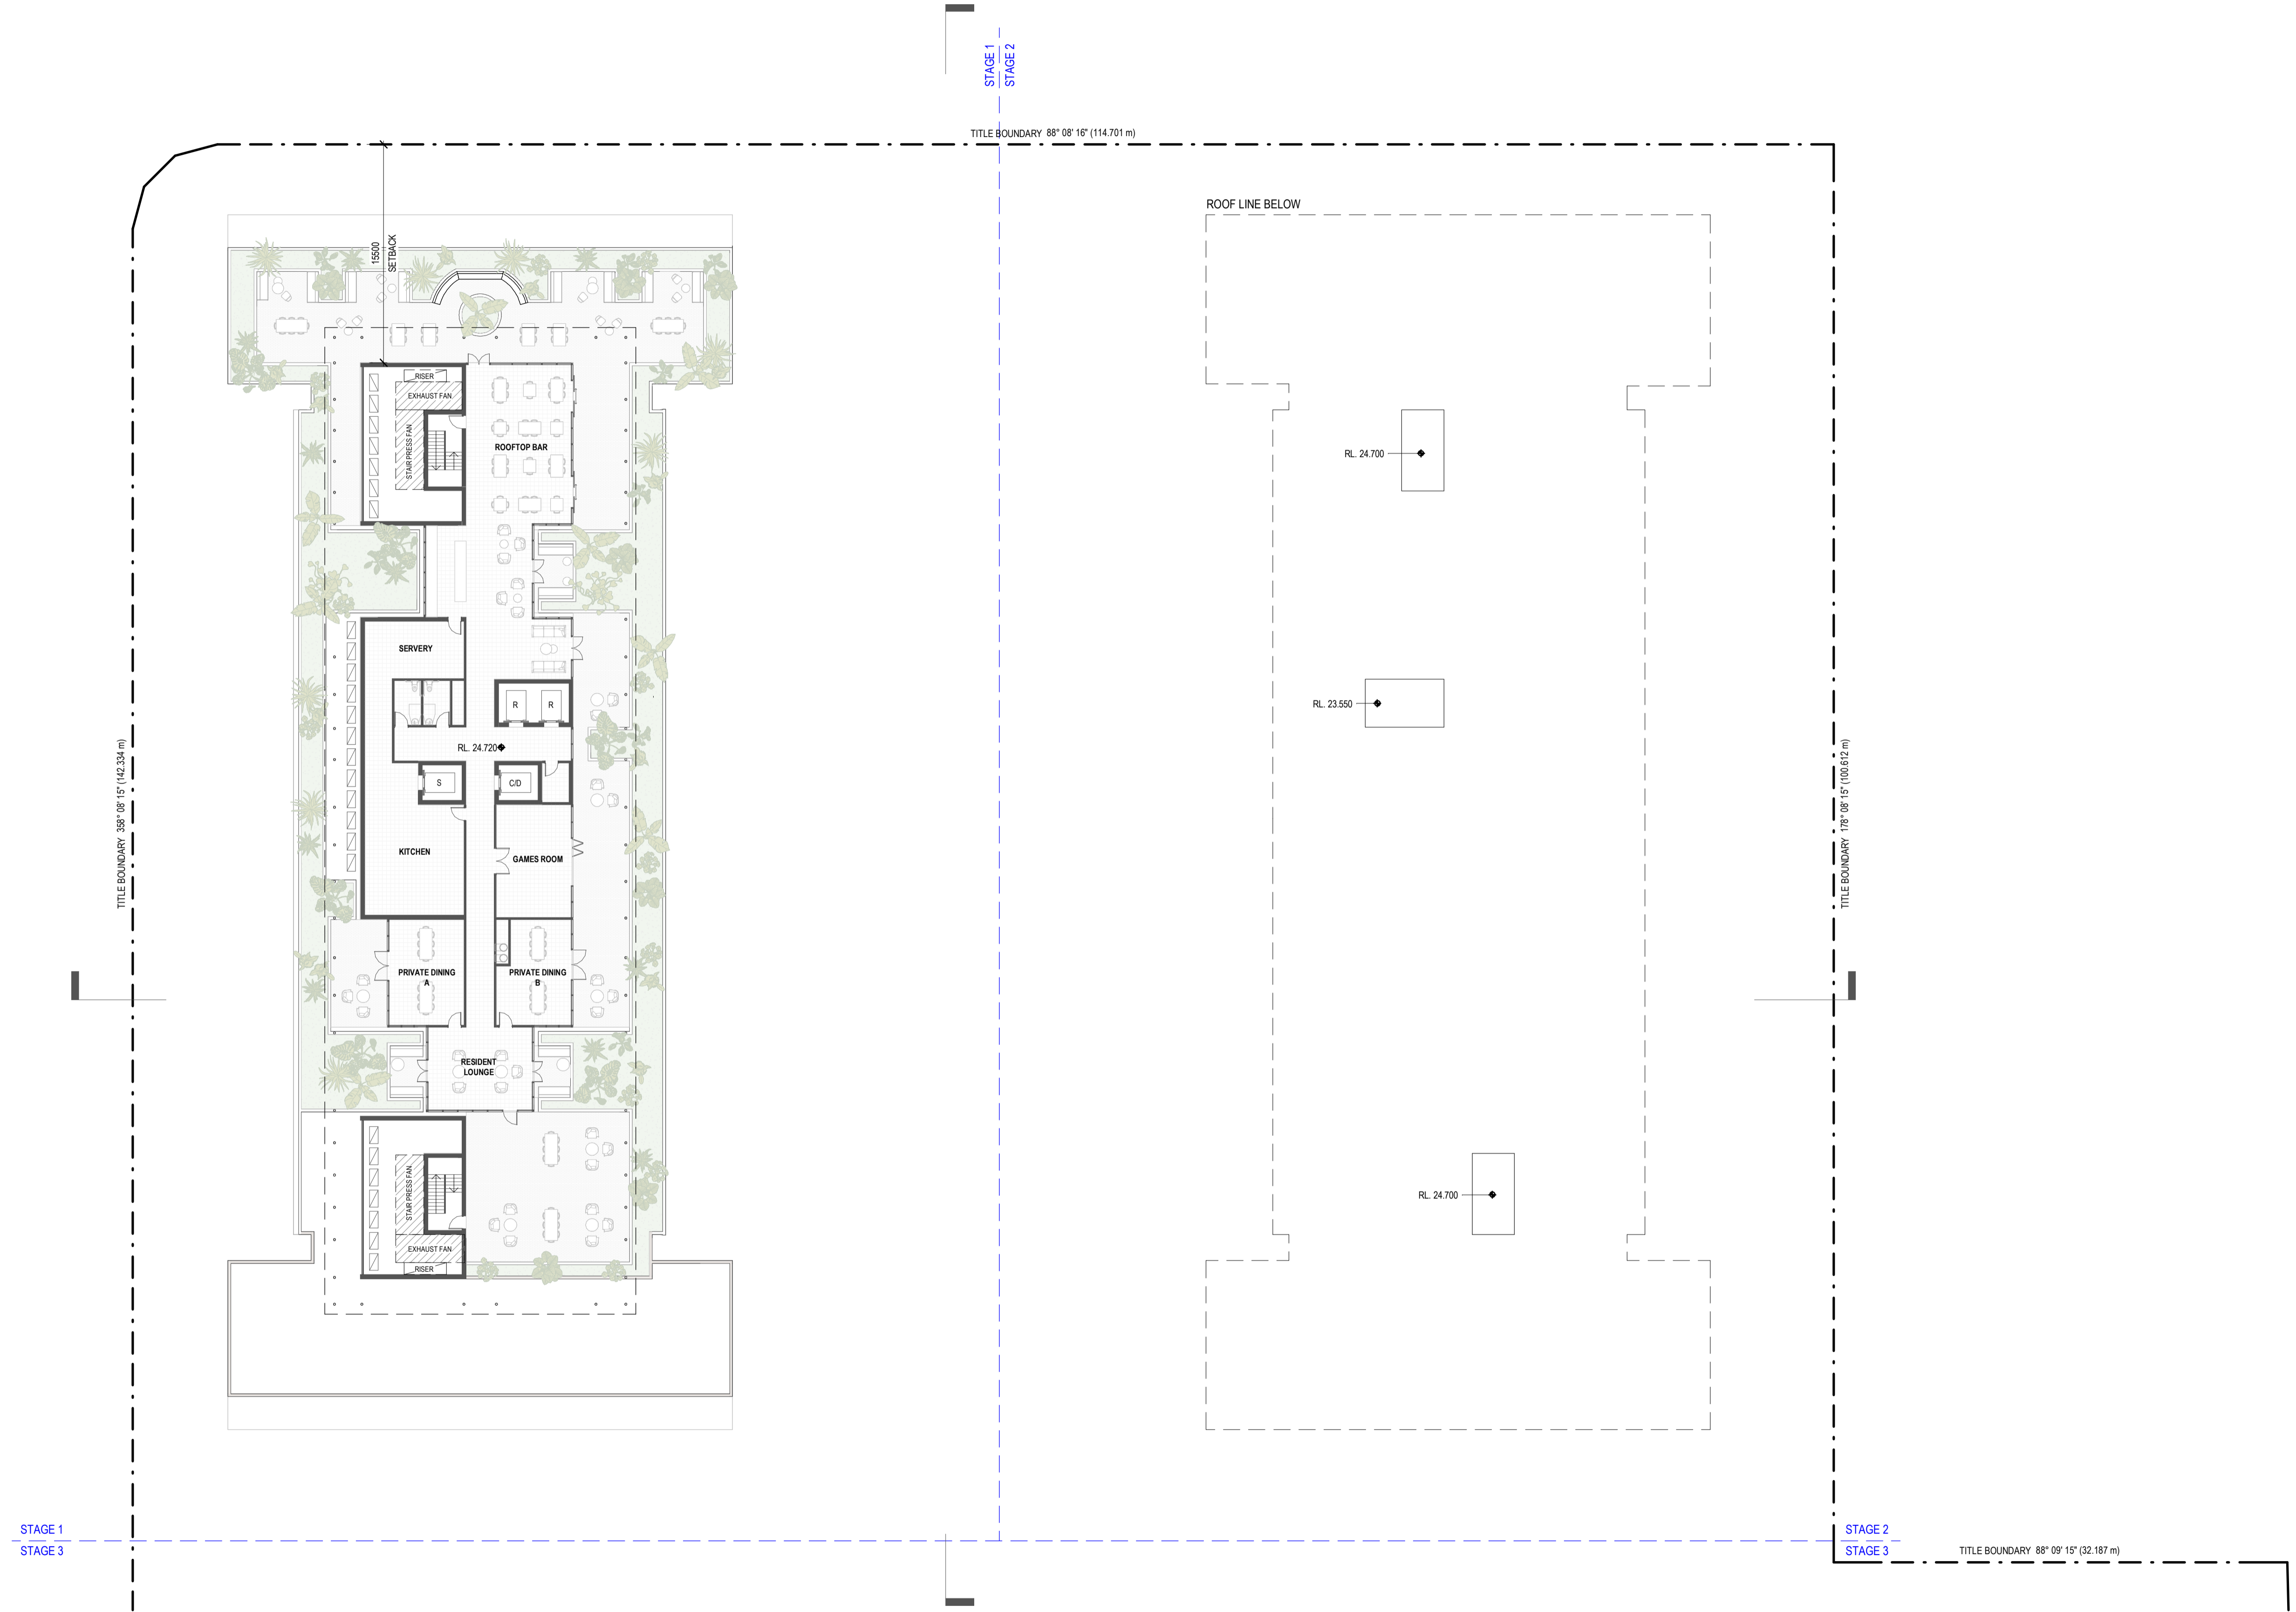 STAGE 1
STAGE 2
TITLE BOUNDARY 88° 08' 16" (114.701 m)
ROOF LINE BELOW
15500
SETBACK
RISER
EXHAUST FAN
STAIR PRESS FAN
ROOFTOP BAR
RL. 24.700
SERVERY
R
R
RL. 23.550
RL. 24.720
S
C/D
TITLE BOUNDARY 358° 08' 15" (142.334 m)
TITLE BOUNDARY 178° 08' 15" (100.612 m)
KITCHEN
GAMES ROOM
PRIVATE DINING
A
PRIVATE DINING
B
RESIDENT
LOUNGE
STAIR PRESS FAN
RL. 24.700
EXHAUST FAN
RISER
STAGE 1
STAGE 3
STAGE 2
STAGE 3
TITLE BOUNDARY 88° 09' 15" (32.187 m)